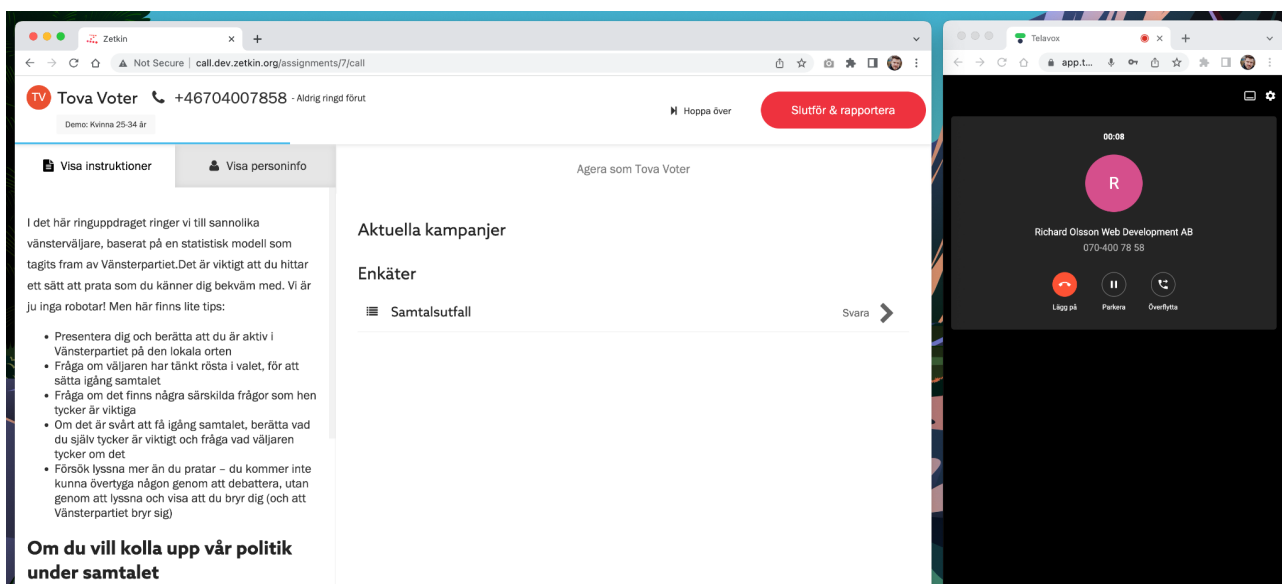 Zetkin
Not Secure | call.dev.zetkin.org/assignments/7/call
TV Tova Voter +46704007858 - Aldrig ringd förut
Demo: Kvinna 25-34 år
Hoppa över
Slutför & rapportera
Visa instruktioner
Visa personinfo
I det här ringuppdraget ringer vi till sannolika
vänsterväljare, baserat på en statistisk modell som
tagits fram av Vänsterpartiet.Det är viktigt att du hittar
ett sätt att prata som du känner dig bekväm med. Vi är
ju inga robotar! Men här finns lite tips:
• Presentera dig och berätta att du är aktiv i
Vänsterpartiet på den lokala orten
• Fråga om väljaren har tänkt rösta i valet, för att
sätta igång samtalet
• Fråga om det finns några särskilda frågor som hen
tycker är viktiga
• Om det är svårt att få igång samtalet, berätta vad
du själv tycker är viktigt och fråga vad väljaren
tycker om det
• Försök lyssna mer än du pratar – du kommer inte
kunna övertyga någon genom att debattera, utan
genom att lyssna och visa att du bryr dig (och att
Vänsterpartiet bryr sig)
Om du vill kolla upp vår politik
under samtalet
Agera som Tova Voter
Aktuella kampanjer
Enkäter
Samtalsutfall
Svara
Telavox
app.t...
00:08
R
Richard Olsson Web Development AB
070-400 78 58
Lägg på
Parkera
Överflytta